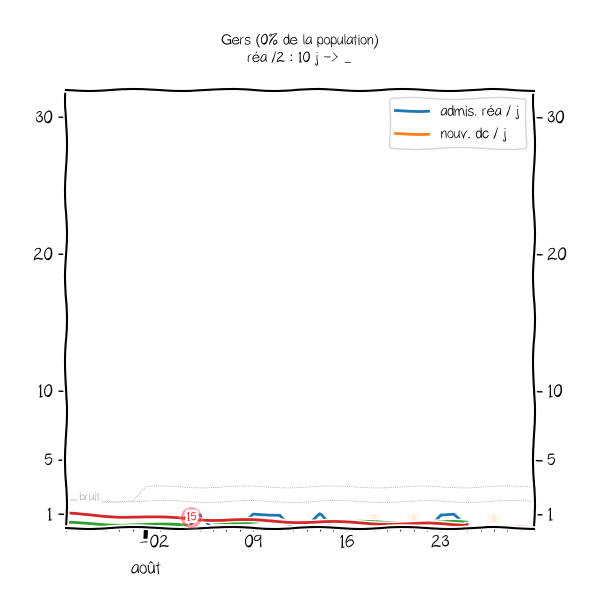 Gers (0% de la population)
réa /2 : 10 j -> _
admis. réa / j
nouv. dc / j
30
30
20
20
10
10
5
5
bruit
1
15
1
02
09
16
23
août